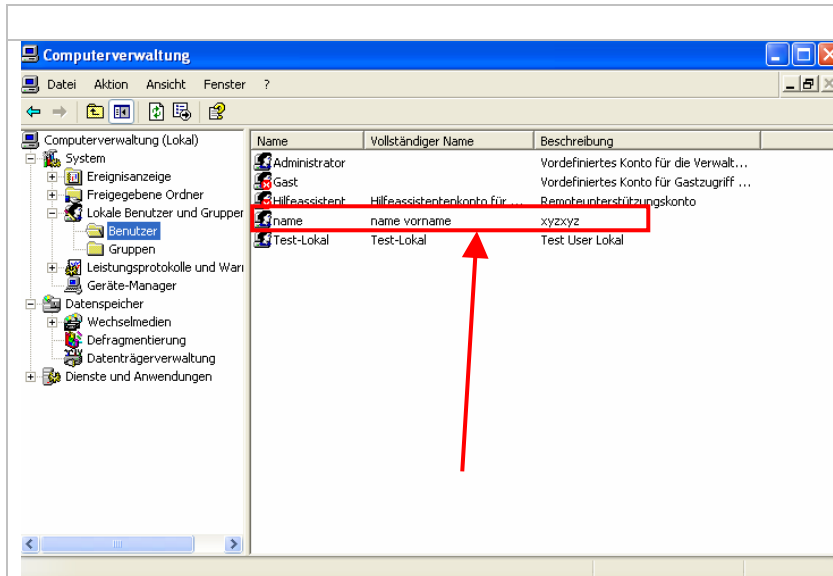 Computerverwaltung
Datei Aktion Ansicht Fenster ?
Computerverwaltung (Lokal)
System
Ereignisanzeige
Freigegebene Ordner
Lokale Benutzer und Gruppen
Benutzer
Gruppen
Leistungsprotokolle und Warn
Geräte-Manager
Datenspeicher
Wechselmedien
Defragmentierung
Datenträgerverwaltung
Dienste und Anwendungen
Name Vollständiger Name Beschreibung
Administrator Vordefiniertes Konto für die Verwalt...
Gast Vordefiniertes Konto für Gastzugriff ...
Hilfeassistent Hilfeassistentenkonto für ... Remoteunterstützungskonto
name name vorname xyzxyz
Test-Lokal Test-Lokal Test User Lokal